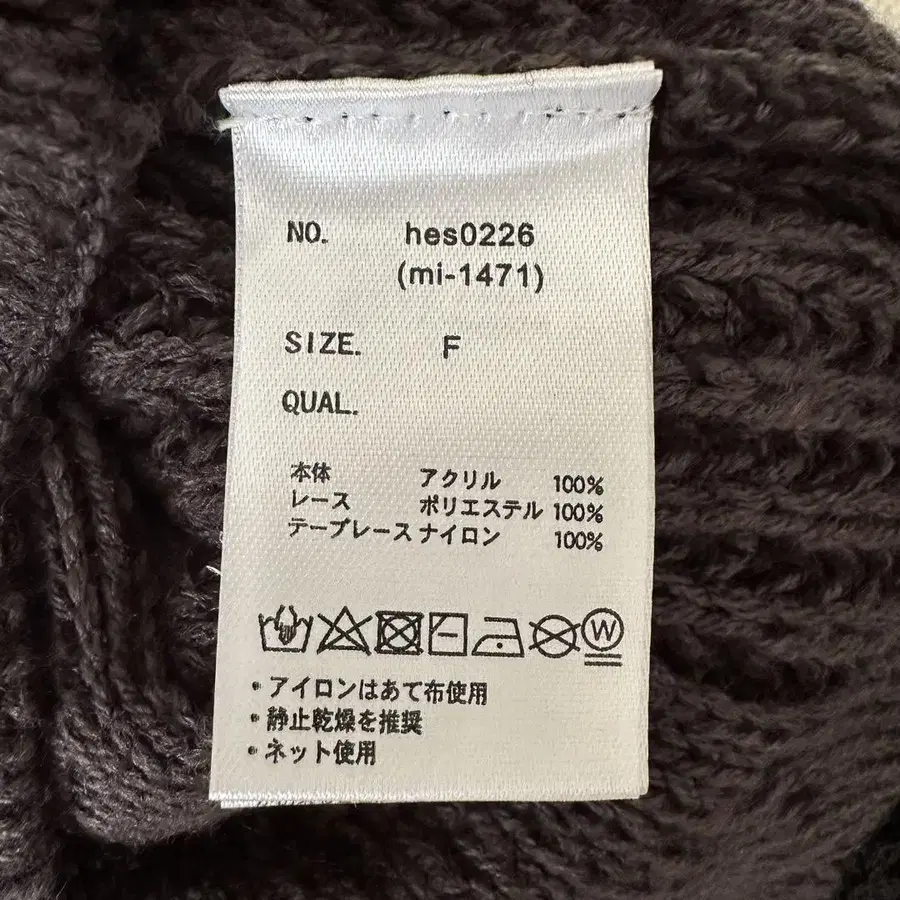 NO. hes0226
(mi-1471)
SIZE. F
QUAL.
本体 アクリル 100%
レース ポリエステル 100%
テープレース ナイロン 100%
W
・アイロンはあて布使用
・静止乾燥を推奨
・ネット使用